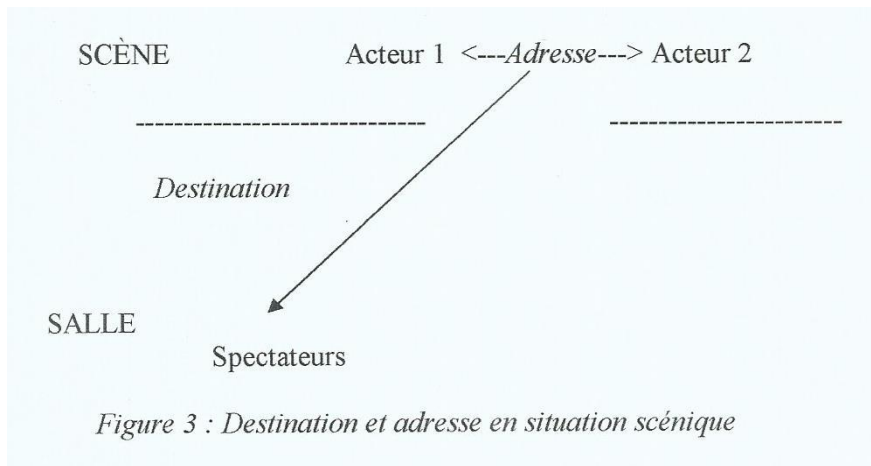 SCÈNE Acteur 1 <---Adresse---> Acteur 2
------------------------------ ------------------------
Destination
SALLE
Spectateurs
Figure 3 : Destination et adresse en situation scénique